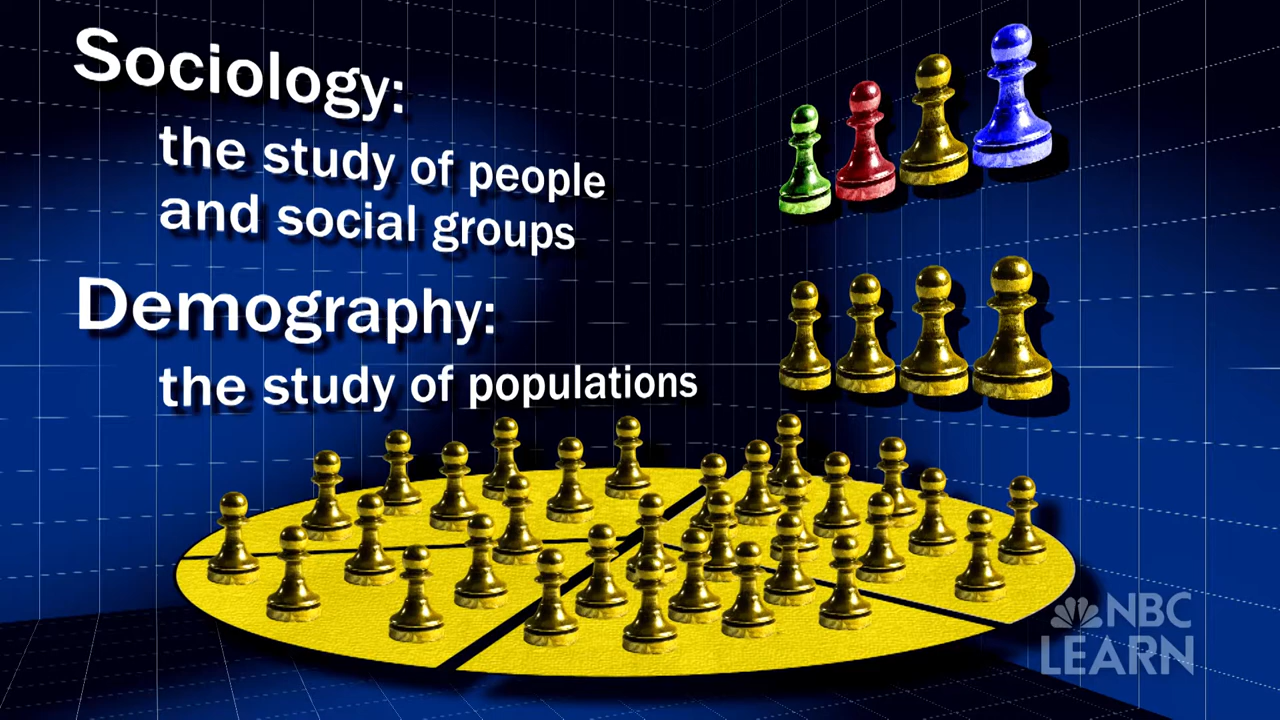 Sociology:
the study of people
and social groups
Demography:
the study of populations
NBC
LEARN